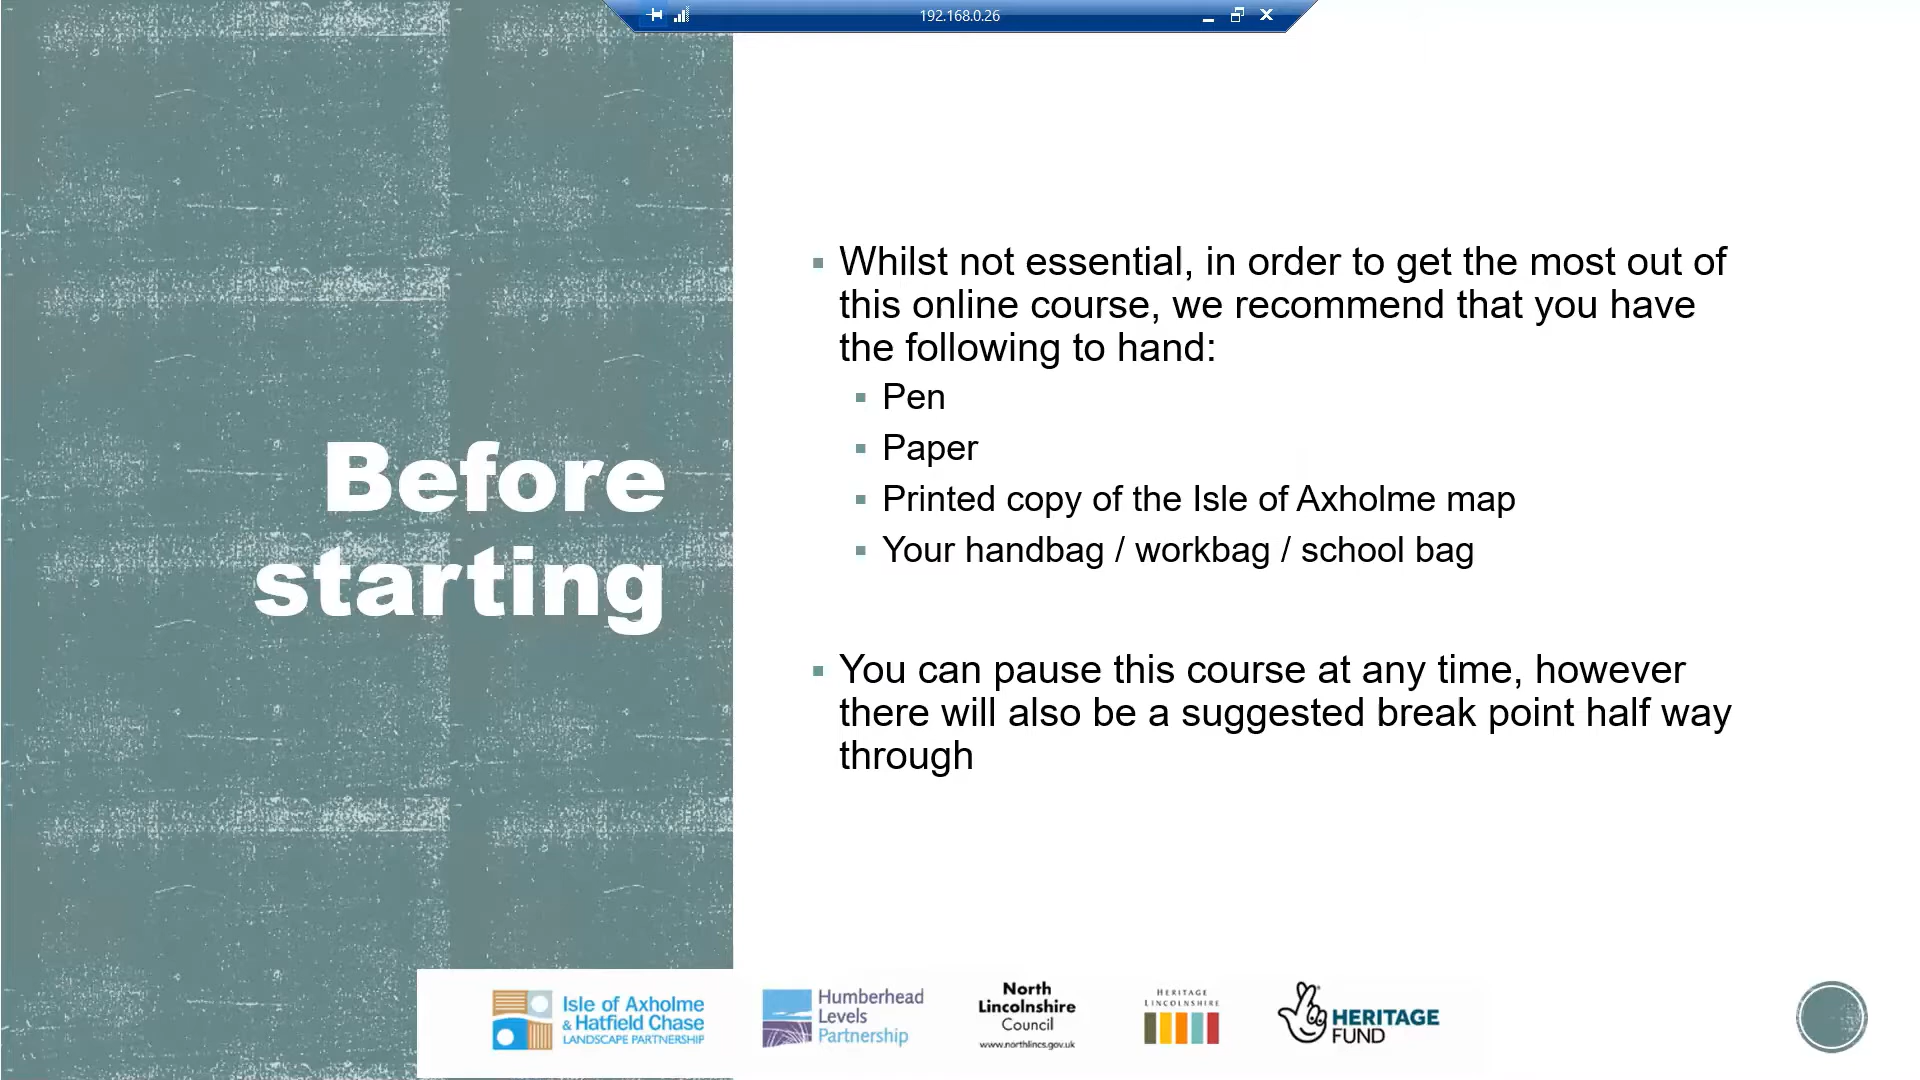 192.168.0.26
Before
starting
Whilst not essential, in order to get the most out of
this online course, we recommend that you have
the following to hand:
Pen
Paper
Printed copy of the Isle of Axholme map
Your handbag / workbag / school bag
You can pause this course at any time, however
there will also be a suggested break point half way
through
Isle of Axholme
& Hatfield Chase
LANDSCAPE PARTNERSHIP
Humberhead
Levels
Partnership
North
Lincolnshire
Council
www.northlincs.gov.uk
HERITAGE
LINCOLNSHIRE
HERITAGE
FUND